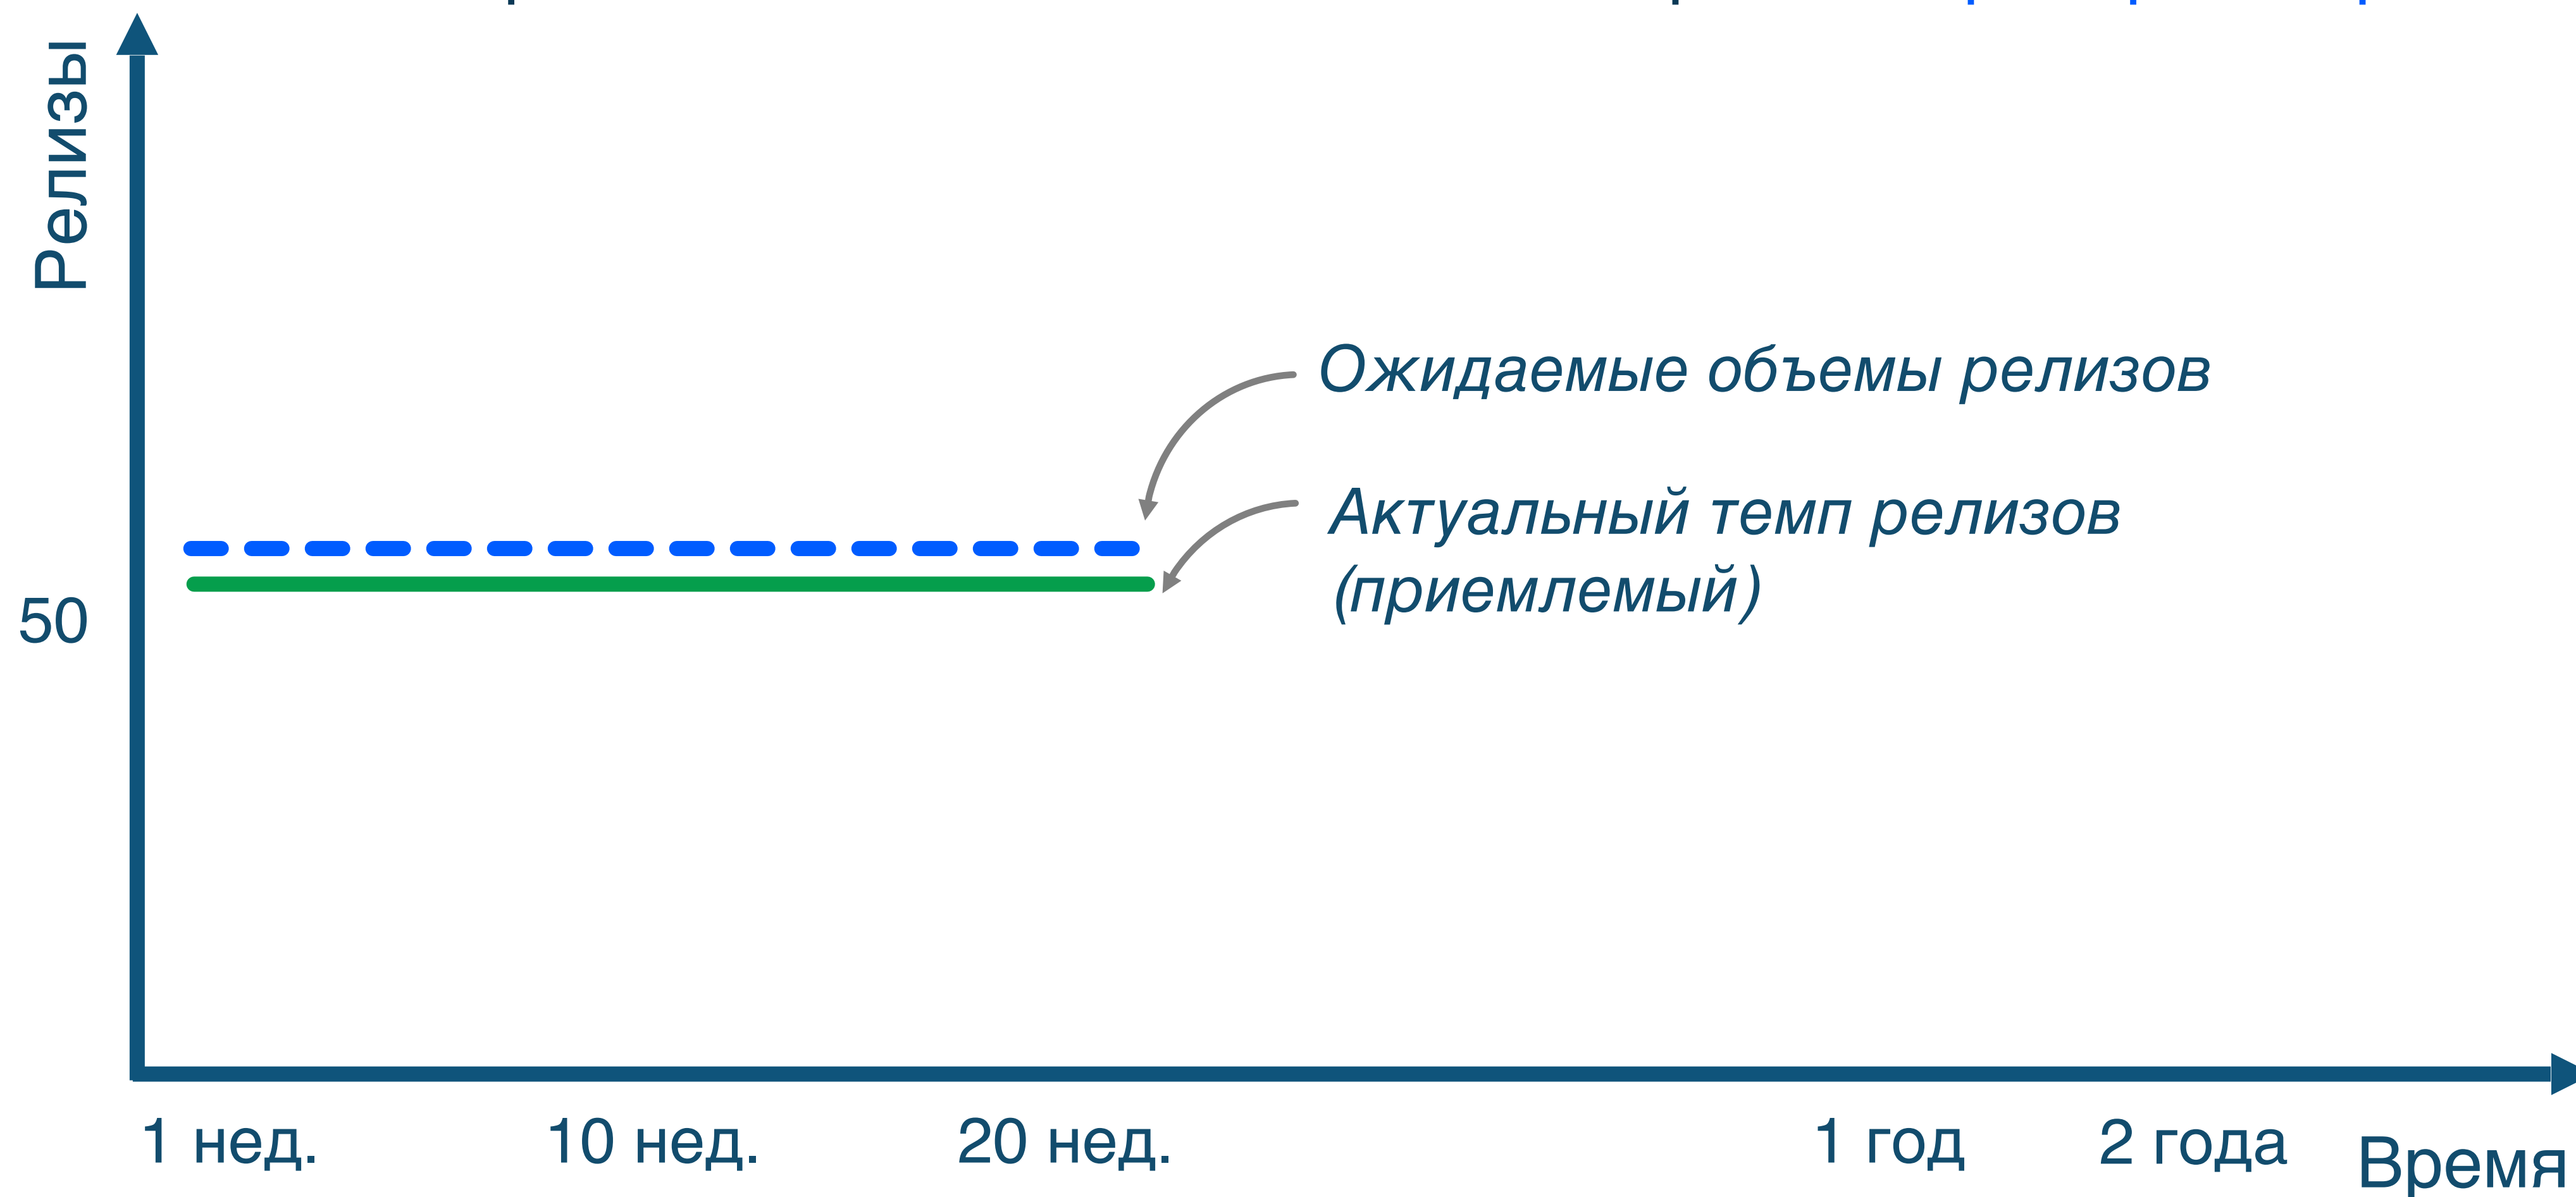 Релизы
Ожидаемые объемы релизов
Актуальный темп релизов
(приемлемый)
50
1 нед.
10 нед.
20 нед.
1 год
2 года
Время